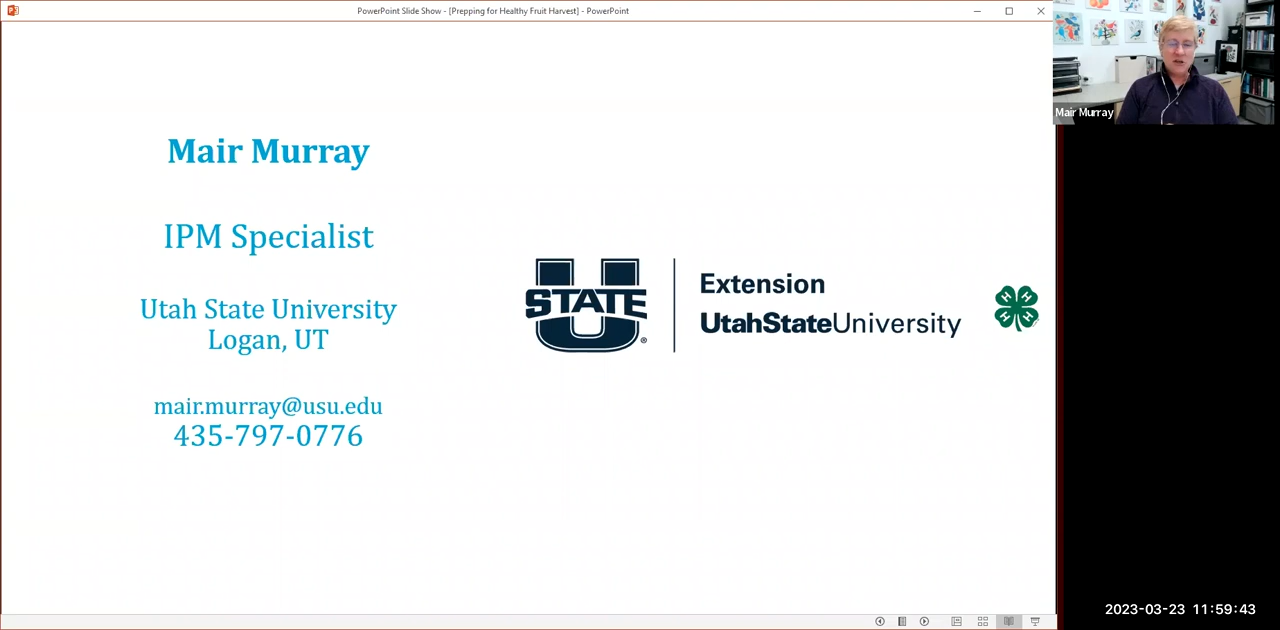 PowerPoint Slide Show - [Prepping for Healthy Fruit Harvest] - PowerPoint
Mair Murray
IPM Specialist
Utah State University
Logan, UT
mair.murray@usu.edu
435-797-0776
U
STATE
®
Extension
UtahStateUniversity
H H
H H
Mair Murray
2023-03-23 11:59:43